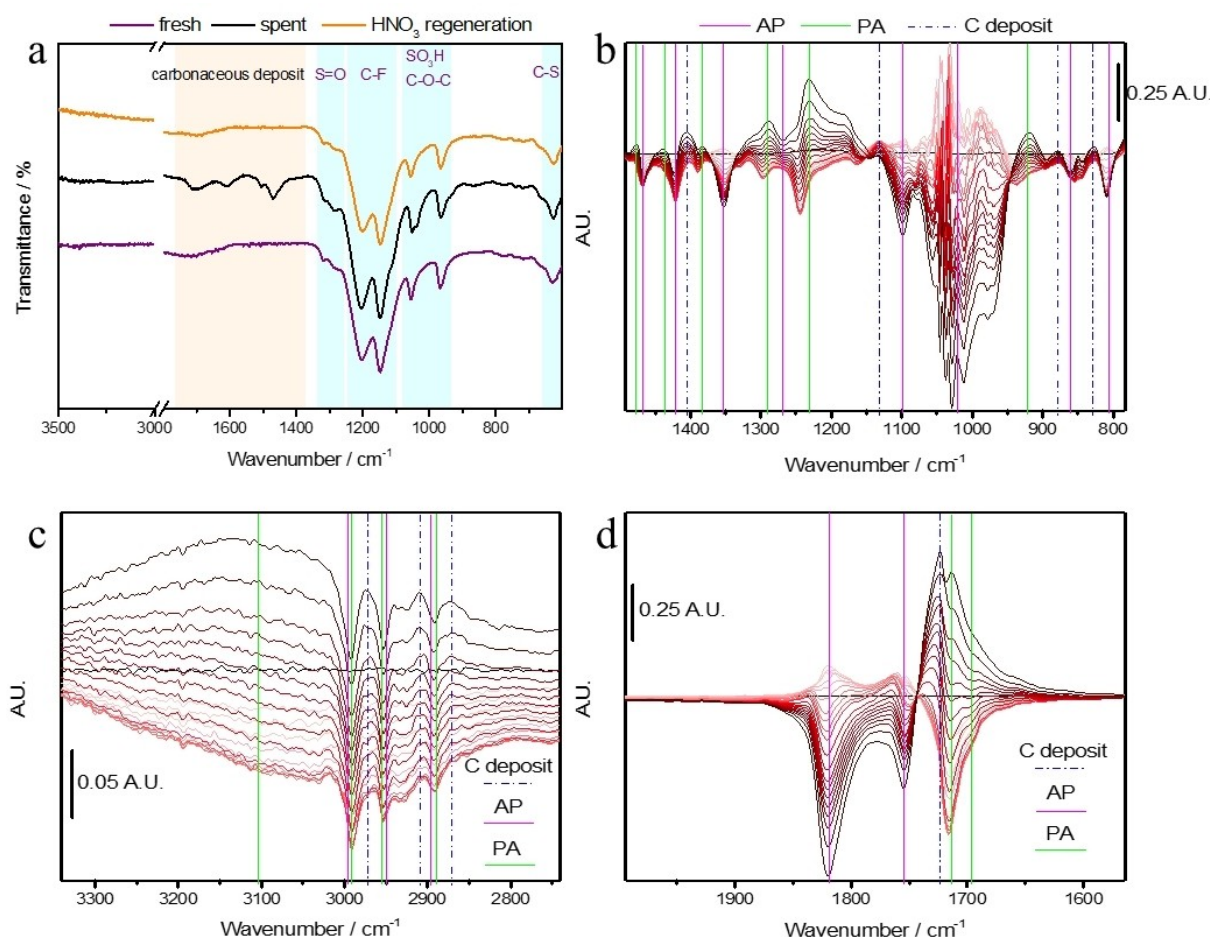 fresh spent HNO₃ regeneration
a
carbonaceous deposit
S=O
C-F
SO₃H
C-O-C
C-S
Transmittance / %
3500 3000 1600 1400 1200 1000 800
Wavenumber / cm⁻¹
AP PA C deposit
b
0.25 A.U.
A.U.
1400 1300 1200 1100 1000 900 800
Wavenumber / cm⁻¹
c
A.U.
0.05 A.U.
C deposit
AP
PA
3300 3200 3100 3000 2900 2800
Wavenumber / cm⁻¹
d
0.25 A.U.
A.U.
C deposit
AP
PA
1900 1800 1700 1600
Wavenumber / cm⁻¹